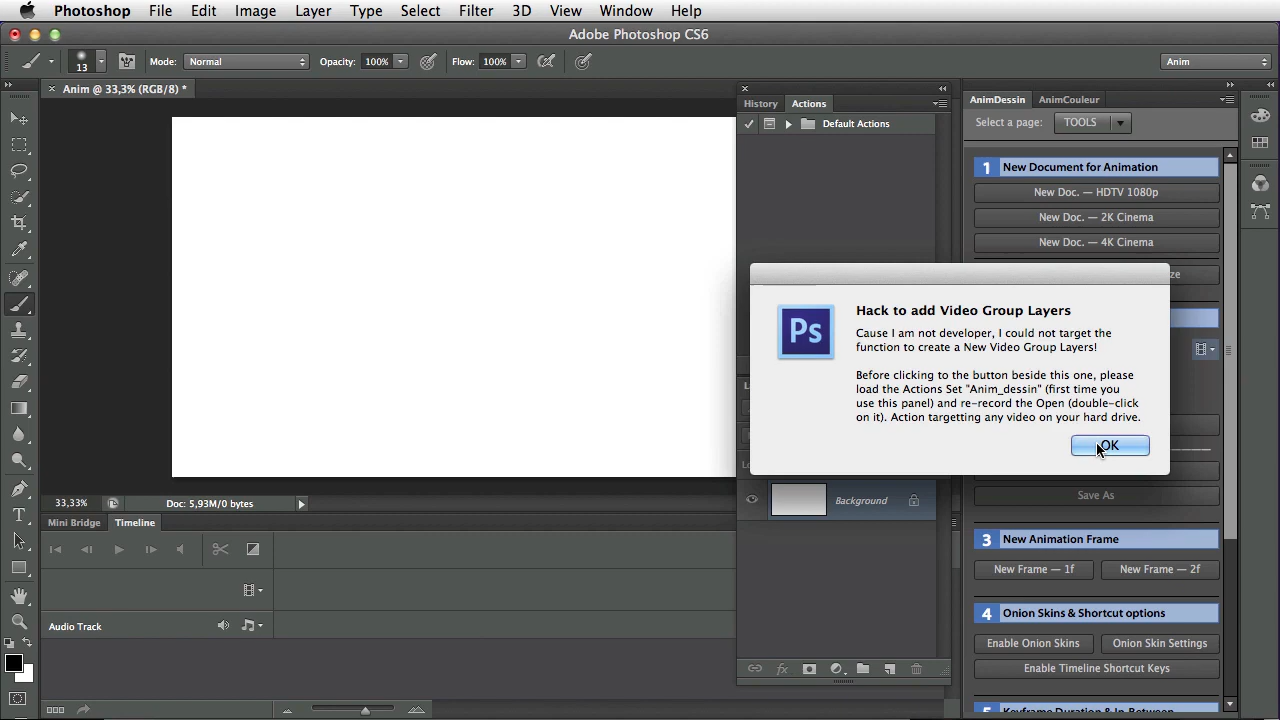 Photoshop File Edit Image Layer Type Select Filter 3D View Window Help
Adobe Photoshop CS6
13 Mode: Normal Opacity: 100% Flow: 100% Anim
Anim @ 33,3% (RGB/8) *
History Actions
Default Actions
AnimDessin AnimCouleur
Select a page: TOOLS
1 New Document for Animation
New Doc. — HDTV 1080p
New Doc. — 2K Cinema
New Doc. — 4K Cinema
ze
Ps
Hack to add Video Group Layers
Cause I am not developer, I could not target the
function to create a New Video Group Layers!
Before clicking to the button beside this one, please
load the Actions Set "Anim_dessin" (first time you
use this panel) and re-record the Open (double-click
on it). Action targetting any video on your hard drive.
OK
Background
Save As
33,33% Doc: 5,93M/0 bytes
Mini Bridge Timeline
Audio Track
3 New Animation Frame
New Frame — 1f New Frame — 2f
4 Onion Skins & Shortcut options
Enable Onion Skins Onion Skin Settings
Enable Timeline Shortcut Keys
5 Keyframe Duration & In-Between